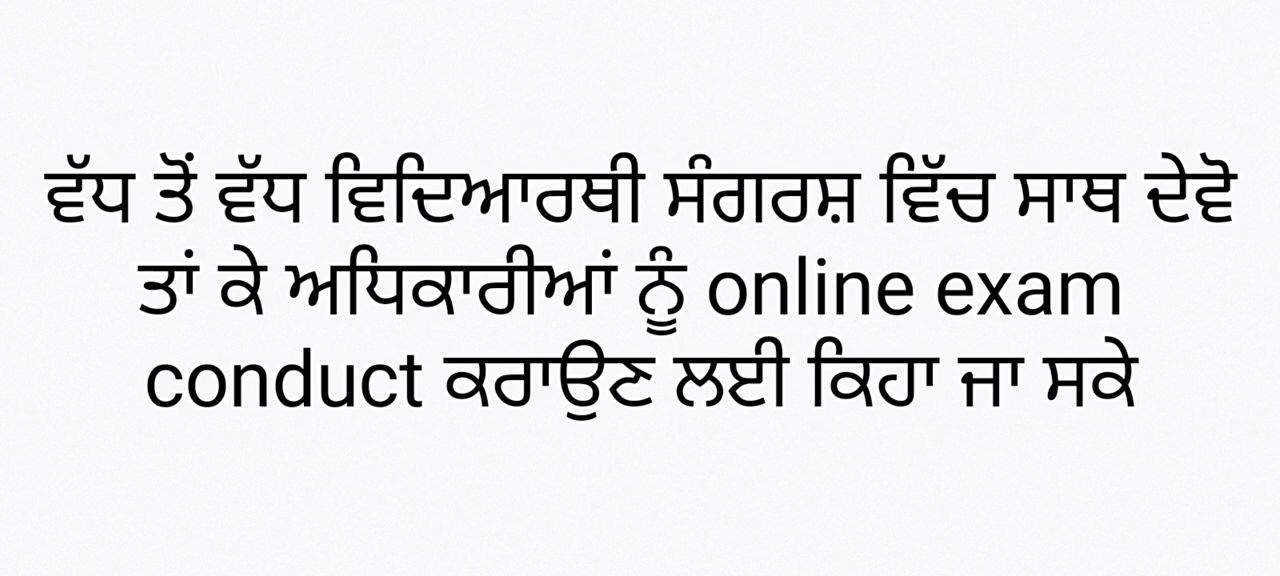 ਵੱਧ ਤੋਂ ਵੱਧ ਵਿਦਿਆਰਥੀ ਸੰਗਰਸ਼ ਵਿੱਚ ਸਾਥ ਦੇਵੋ
ਤਾਂ ਕੇ ਅਧਿਕਾਰੀਆਂ ਨੂੰ online exam
conduct ਕਰਾਉਣ ਲਈ ਕਿਹਾ ਜਾ ਸਕੇ